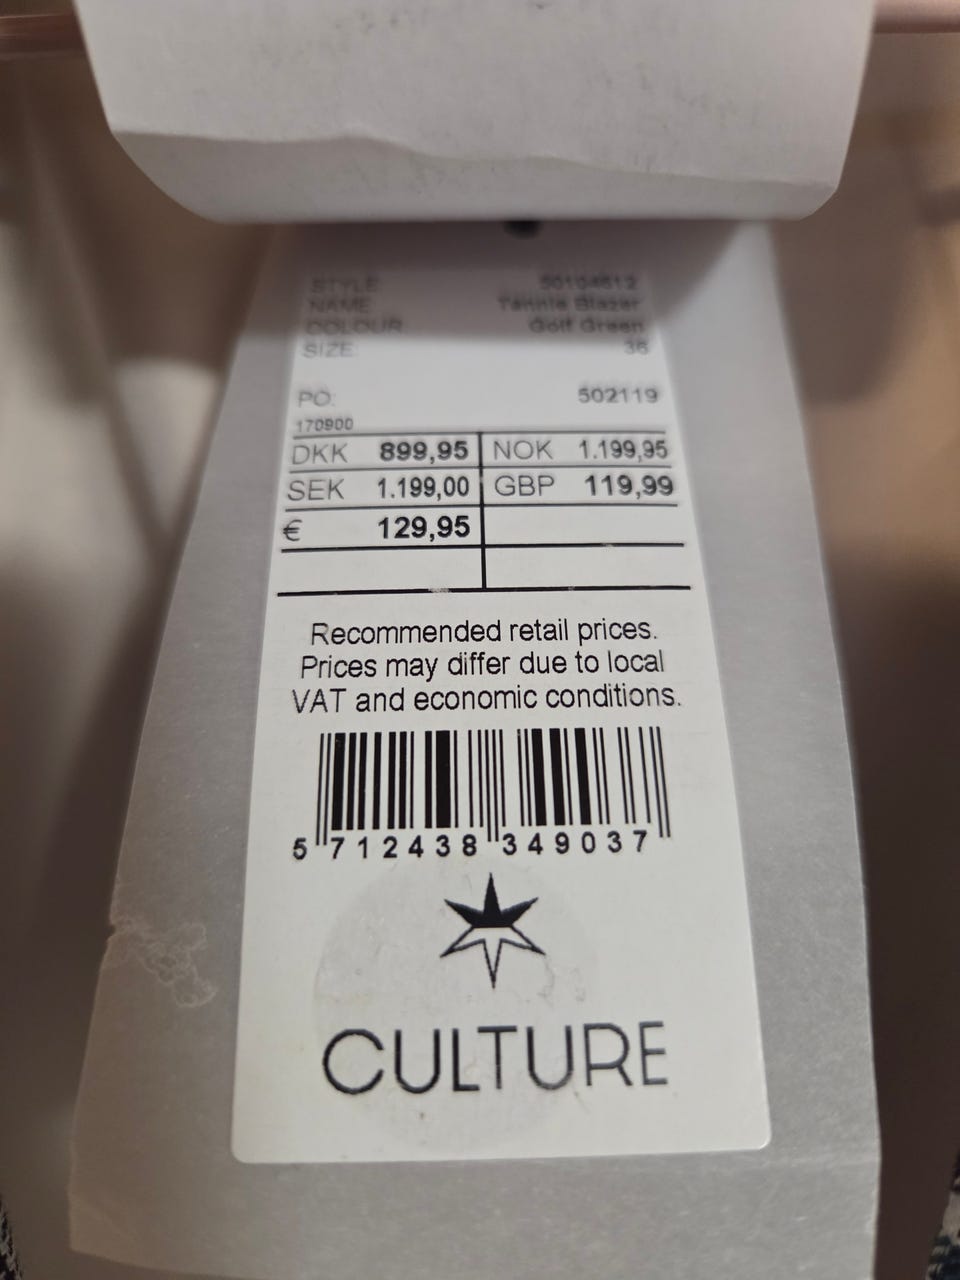 STYLE: 50104612
NAME: Tannie Blazer
COLOUR: Golf Green
SIZE: 36
PO: 502119
170900
DKK 899,95 NOK 1.199,95
SEK 1.199,00 GBP 119,99
€ 129,95
Recommended retail prices.
Prices may differ due to local
VAT and economic conditions.
5 712438 349037
CULTURE